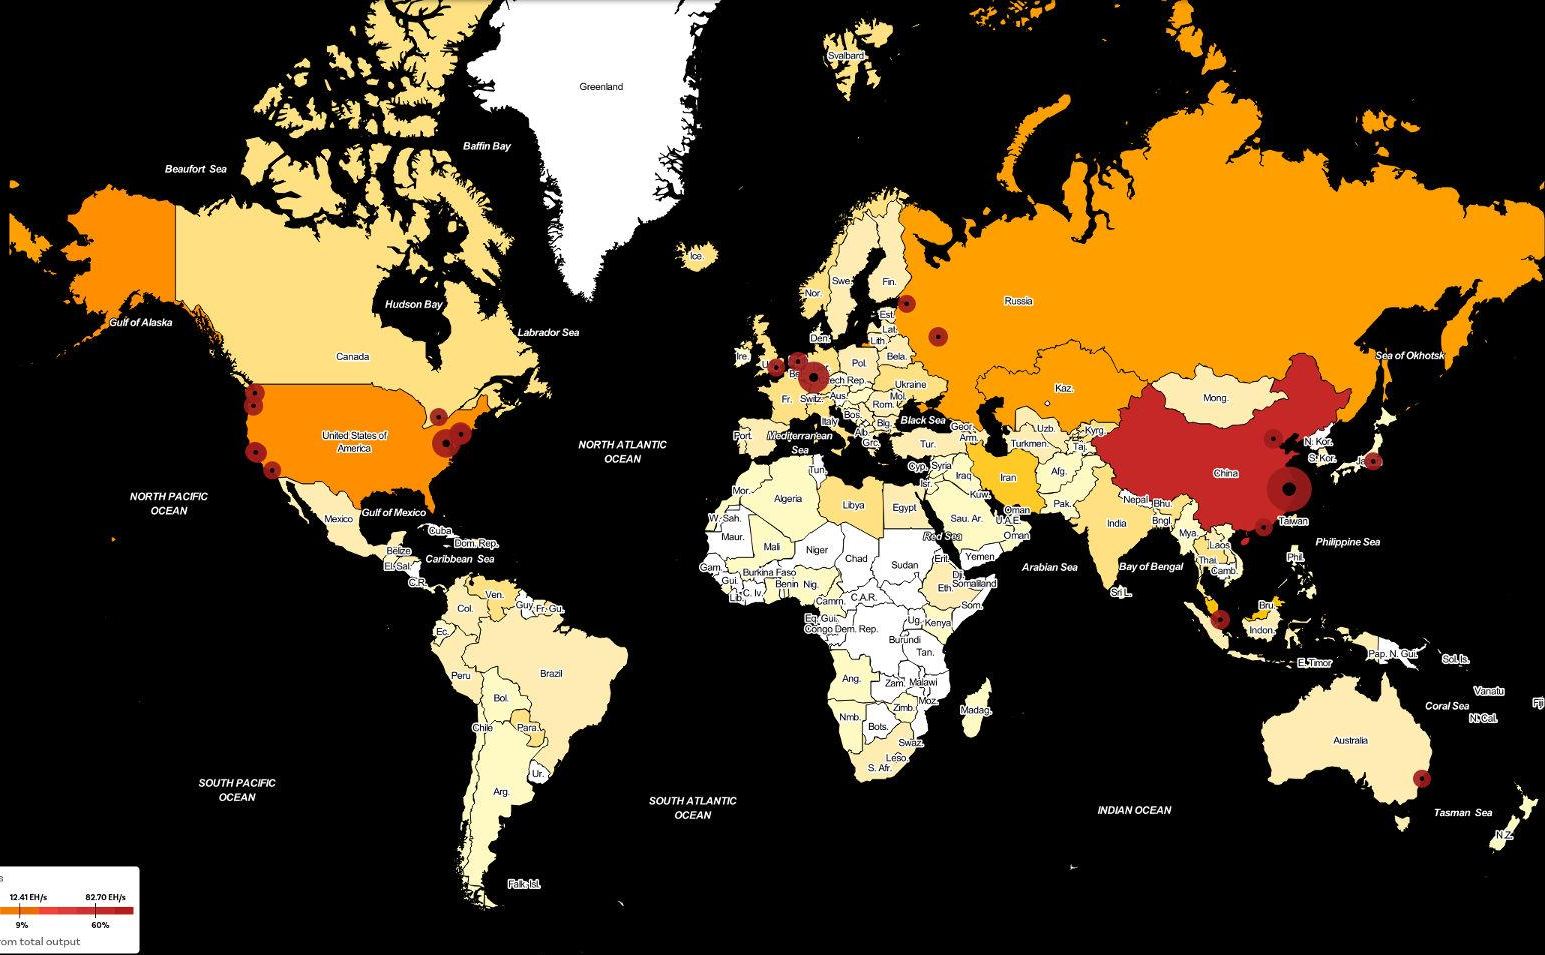 Svalbard
Greenland
Baffin Bay
Beaufort Sea
Ice.
Hudson Bay
Gulf of Alaska
Labrador Sea
Canada
Nor.
Swe.
Fin.
Russia
Est.
Lat.
Lith.
Den.
Ire.
Pol.
Bela.
Sea of Okhotsk
Ukraine
Kaz.
Mong.
Fr.
Switz.
Aus.
Mol.
Rom.
Bos.
Italy
Blg.
Black Sea
Alb.
Grc.
Port.
Mediterranean
Sea
Geor.
Arm.
Uzb.
Kyrg.
Turkmen.
Taj.
Tur.
N. Kor.
S. Kor.
United States of
America
NORTH ATLANTIC
OCEAN
Cyp.
Syria
Iraq
Iran
Afg.
China
Tun.
Isr.
Kuw.
Pak.
Nepal
Bhu.
Mor.
Algeria
Libya
Egypt
NORTH PACIFIC
OCEAN
Mexico
Gulf of Mexico
Cuba
Dom. Rep.
W. Sah.
Maur.
Sau. Ar.
Oman
U.A.E.
Oman
India
Bngl.
Taiwan
Mya.
Laos
Philippine Sea
Belize
El. Sal.
Caribbean Sea
C.R.
Mali
Niger
Chad
Sudan
Red Sea
Eri.
Yemen
Arabian Sea
Bay of Bengal
Thai.
Camb.
Phil.
Gam.
Gui.
Lib.
C. Iv.
Burkina Faso
Benin
Nig.
Camm.
C.A.R.
Eth.
Dj.
Somaliland
Som.
Sri L.
Ven.
Col.
Guy.
Fr. Gu.
Ec.
Eq. Gui.
Congo
Dem. Rep.
Ug.
Kenya
Burundi
Tan.
Bru.
Indon.
E. Timor
Pap. N. Gui.
Sol. Is.
Peru
Brazil
Ang.
Zam.
Malawi
Moz.
Vanatu
Bol.
Para.
Chile
Nmb.
Zimb.
Bots.
Madag.
Coral Sea
N. Cal.
Fiji
Swaz.
Leso.
S. Afr.
Australia
Ur.
Arg.
SOUTH PACIFIC
OCEAN
SOUTH ATLANTIC
OCEAN
INDIAN OCEAN
Tasman Sea
N.Z.
Falk. Isl.
12.41 EH/s
82.70 EH/s
9%
60%
om total output